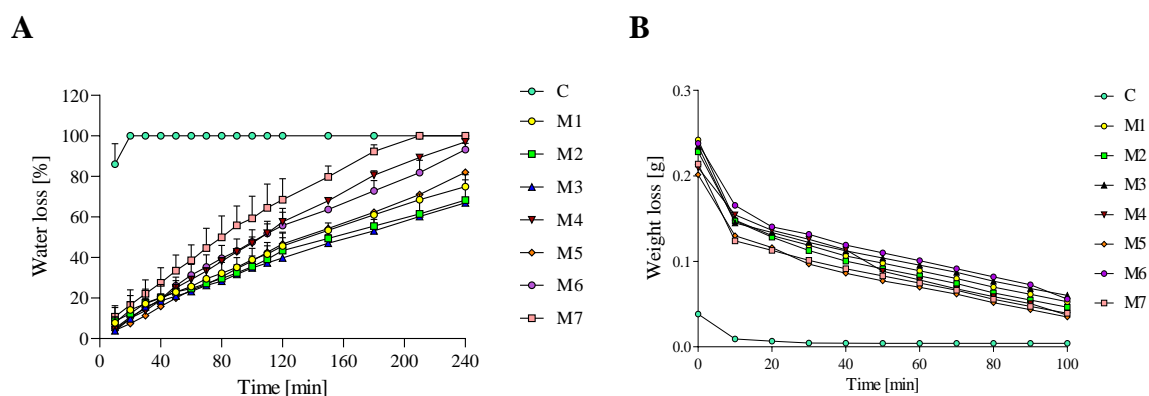 A
Water loss [%]
120
100
80
60
40
20
0
0 40 80 120 160 200 240
Time [min]
C
M1
M2
M3
M4
M5
M6
M7
B
Weight loss [g]
0.3
0.2
0.1
0.0
0 20 40 60 80 100
Time [min]
C
M1
M2
M3
M4
M5
M6
M7